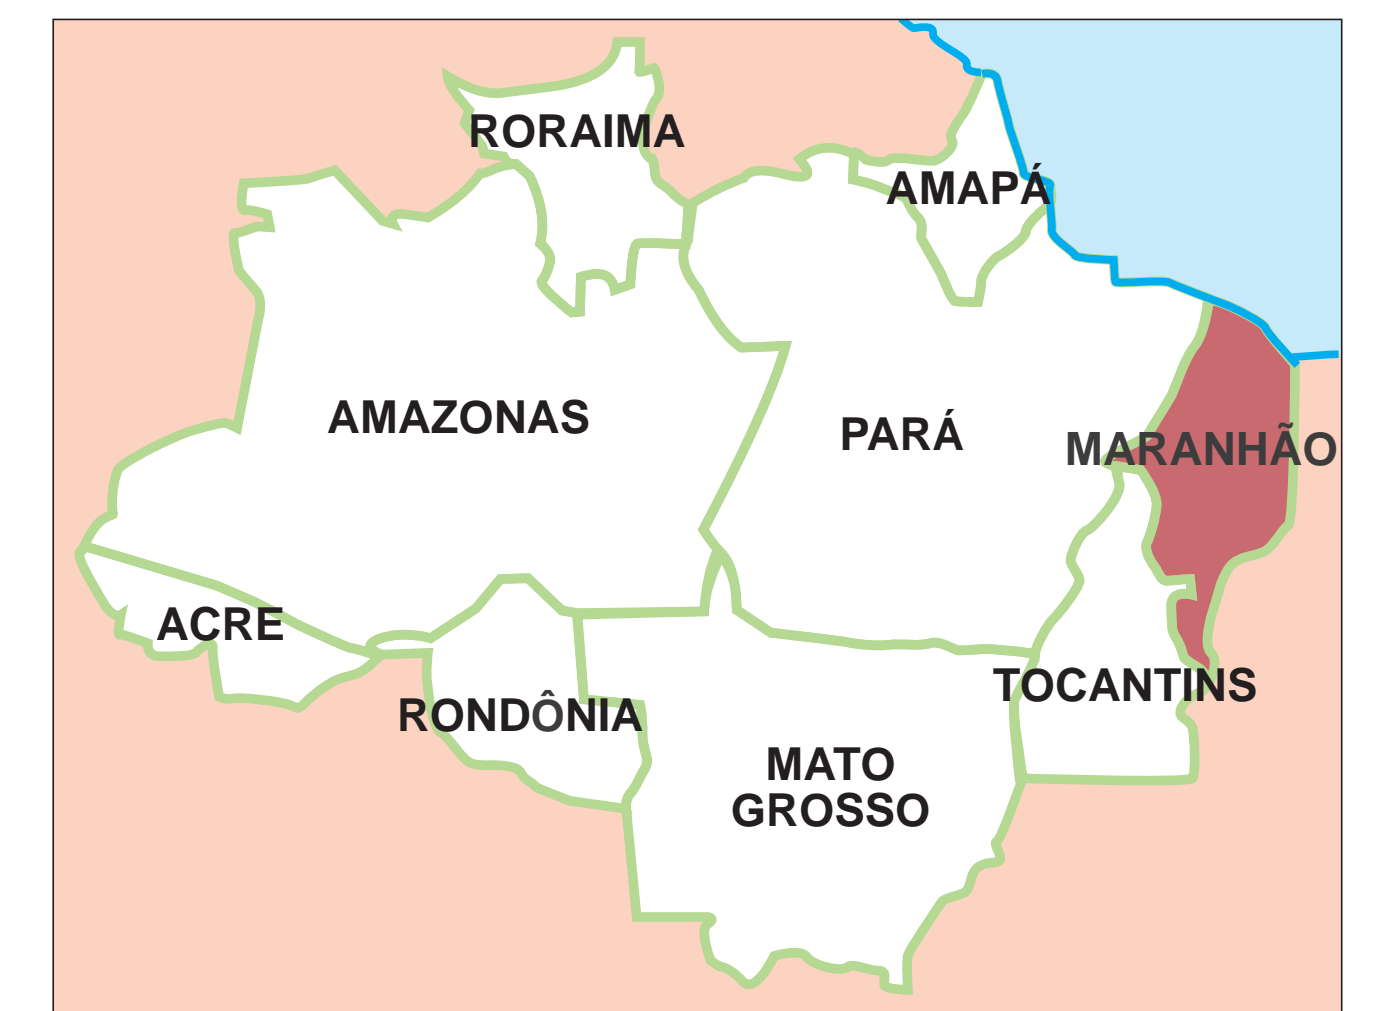 RORAIMA
AMAPÁ
AMAZONAS
PARÁ
MARANHÃO
ACRE
TOCANTINS
RONDÔNIA
MATO
GROSSO